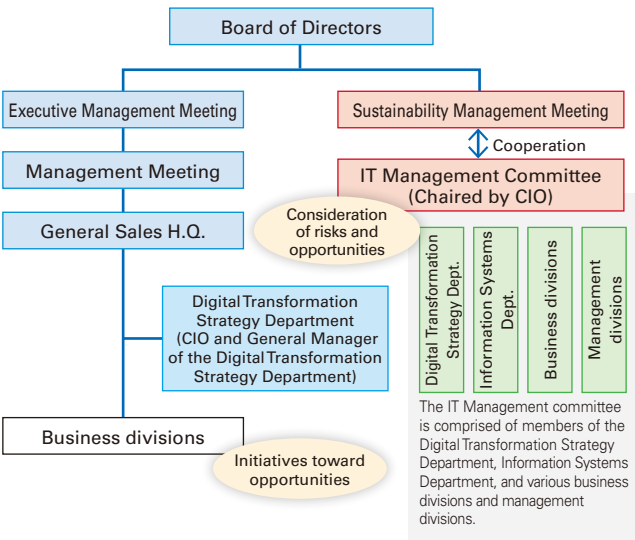 Board of Directors
Executive Management Meeting
Sustainability Management Meeting
Cooperation
Management Meeting
IT Management Committee
(Chaired by CIO)
Consideration
of risks and
opportunities
General Sales H.Q.
Digital Transformation
Strategy Dept.
Information Systems
Dept.
Business divisions
Management
divisions
Digital Transformation
Strategy Department
(CIO and General Manager
of the Digital Transformation
Strategy Department)
The IT Management committee
is comprised of members of the
Digital Transformation Strategy
Department, Information Systems
Department, and various business
divisions and management
divisions.
Business divisions
Initiatives toward
opportunities